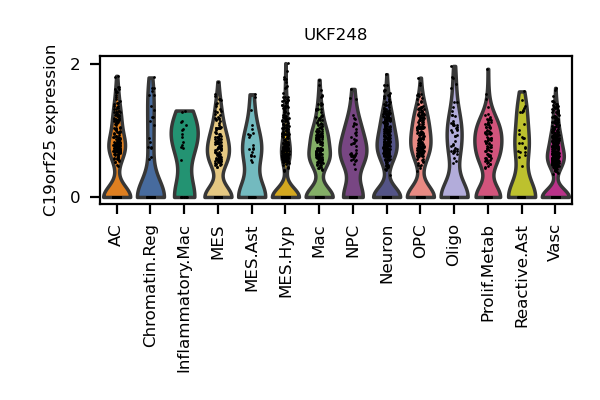 UKF248
C19orf25 expression
2
0
AC
Chromatin.Reg
Inflammatory.Mac
MES
MES.Ast
MES.Hyp
Mac
NPC
Neuron
OPC
Oligo
Prolif.Metab
Reactive.Ast
Vasc